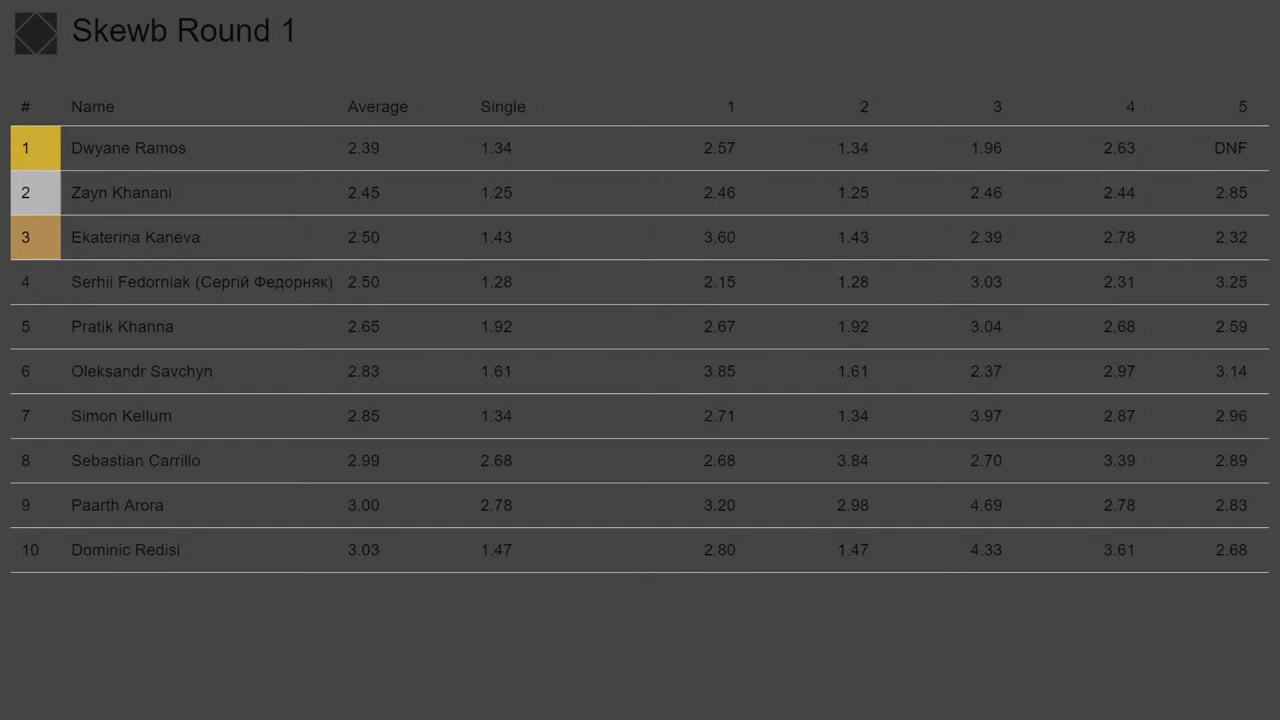 Skewb Round 1
# Name Average Single 1 2 3 4 5
1 Dwyane Ramos 2.39 1.34 2.57 1.34 1.96 2.63 DNF
2 Zayn Khanani 2.45 1.25 2.46 1.25 2.46 2.44 2.85
3 Ekaterina Kaneva 2.50 1.43 3.60 1.43 2.39 2.78 2.32
4 Serhii Fedorniak (Сергій Федорняк) 2.50 1.28 2.15 1.28 3.03 2.31 3.25
5 Pratik Khanna 2.65 1.92 2.67 1.92 3.04 2.68 2.59
6 Oleksandr Savchyn 2.83 1.61 3.85 1.61 2.37 2.97 3.14
7 Simon Kellum 2.85 1.34 2.71 1.34 3.97 2.87 2.96
8 Sebastian Carrillo 2.99 2.68 2.68 3.84 2.70 3.39 2.89
9 Paarth Arora 3.00 2.78 3.20 2.98 4.69 2.78 2.83
10 Dominic Redisi 3.03 1.47 2.80 1.47 4.33 3.61 2.68